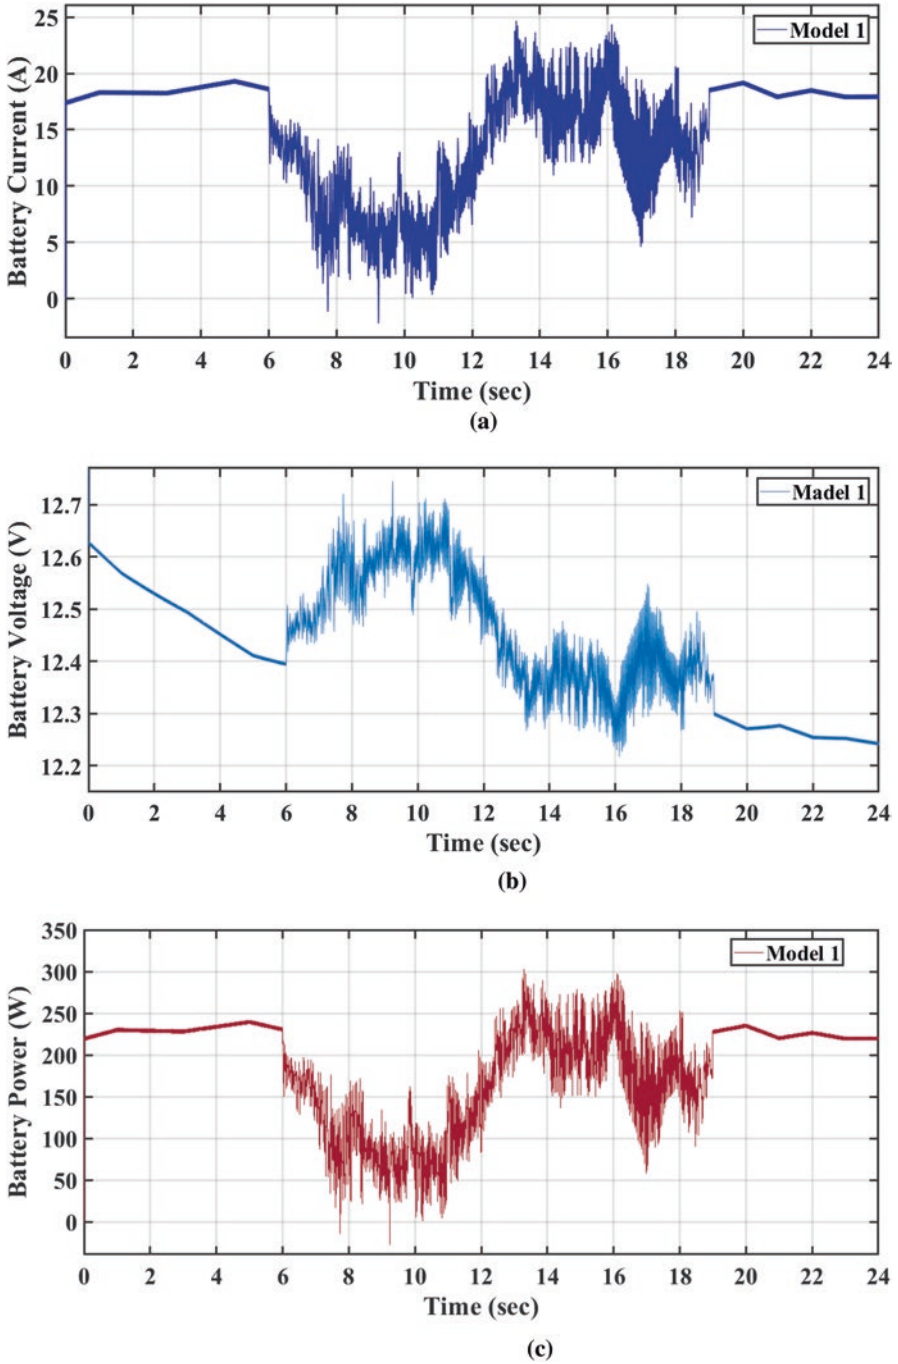 25
20
15
10
5
0
Battery Current (A)
Model 1
0 2 4 6 8 10 12 14 16 18 20 22 24
Time (sec)
(a)
12.7
12.6
12.5
12.4
12.3
12.2
Battery Voltage (V)
Madel 1
0 2 4 6 8 10 12 14 16 18 20 22 24
Time (sec)
(b)
350
300
250
200
150
100
50
0
Battery Power (W)
Model 1
0 2 4 6 8 10 12 14 16 18 20 22 24
Time (sec)
(c)